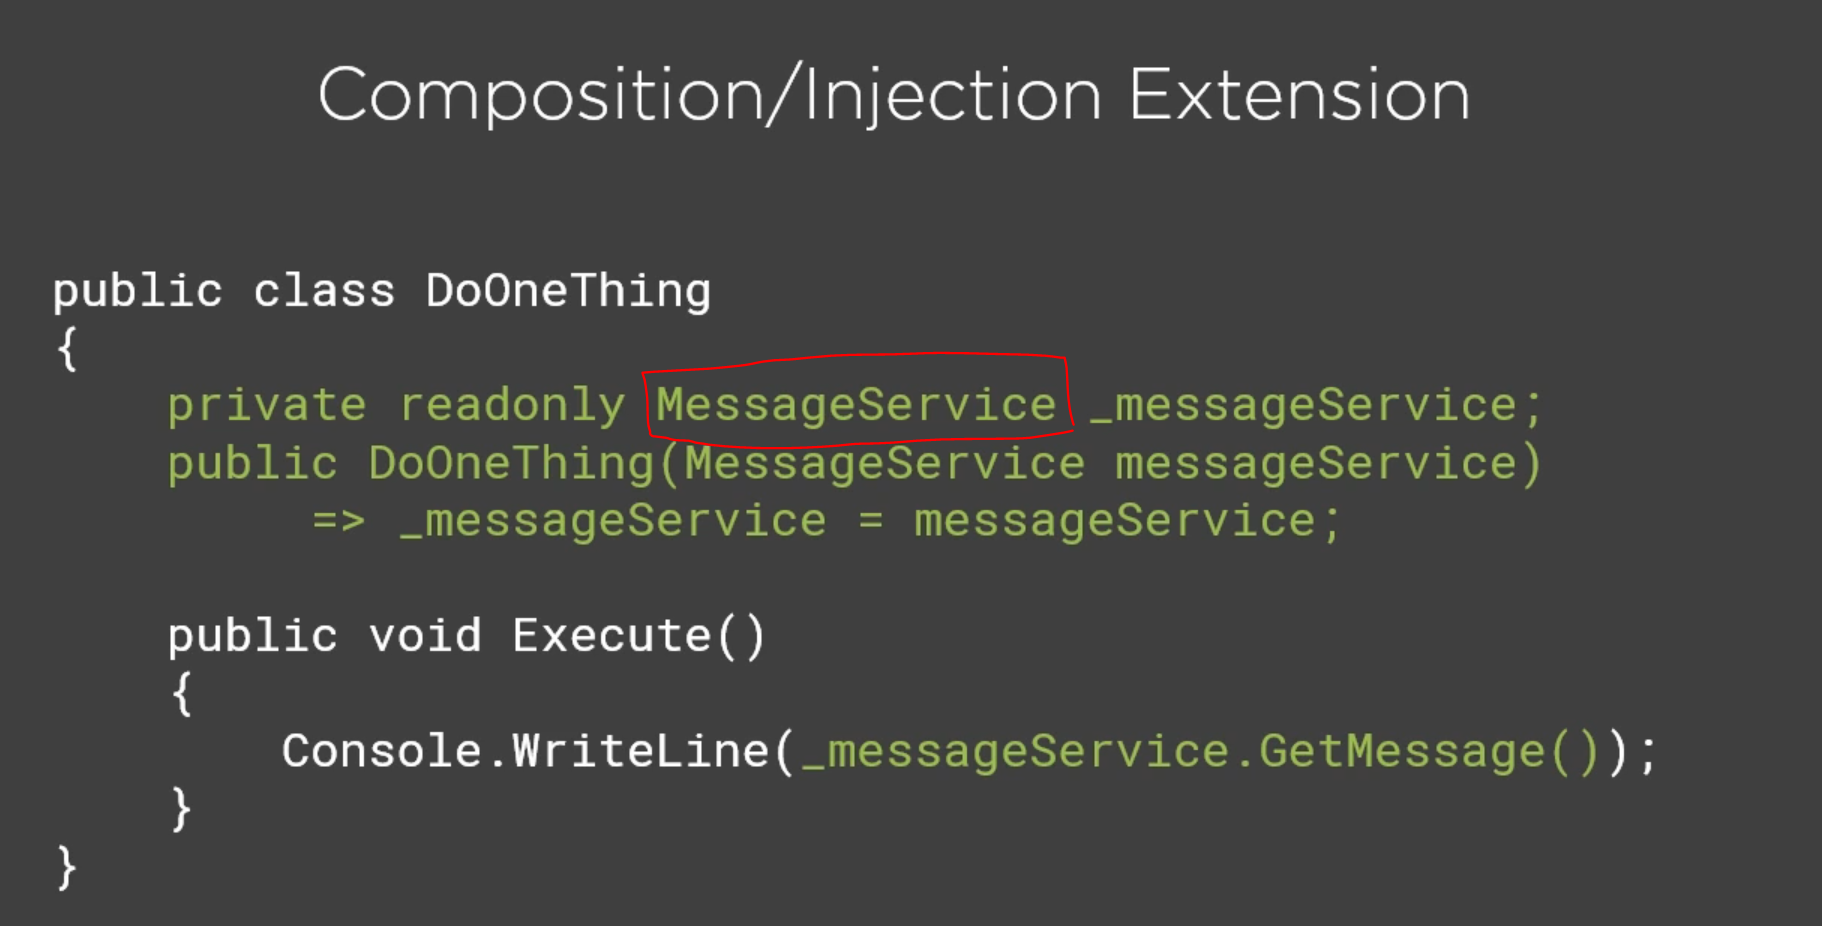 Composition/Injection Extension
public class DoOneThing
{
private readonly MessageService _messageService;
public DoOneThing(MessageService messageService)
=> _messageService = messageService;
public void Execute()
{
Console.WriteLine(_messageService.GetMessage());
}
}